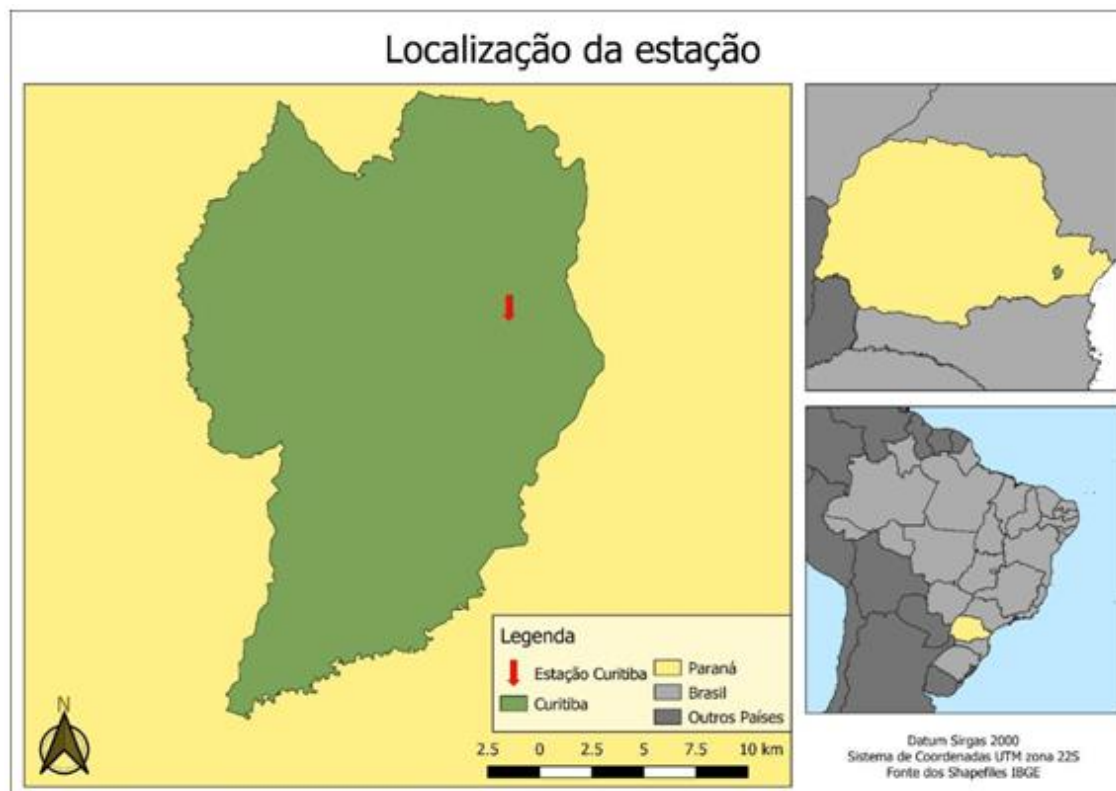 Localização da estação
Legenda
Estação Curitiba
Curitiba
Paraná
Brasil
Outros Países
N
2.5 0 2.5 5 7.5 10 km
Datum Sirgas 2000
Sistema de Coordenadas UTM zona 22S
Fonte dos Shapefiles IBGE